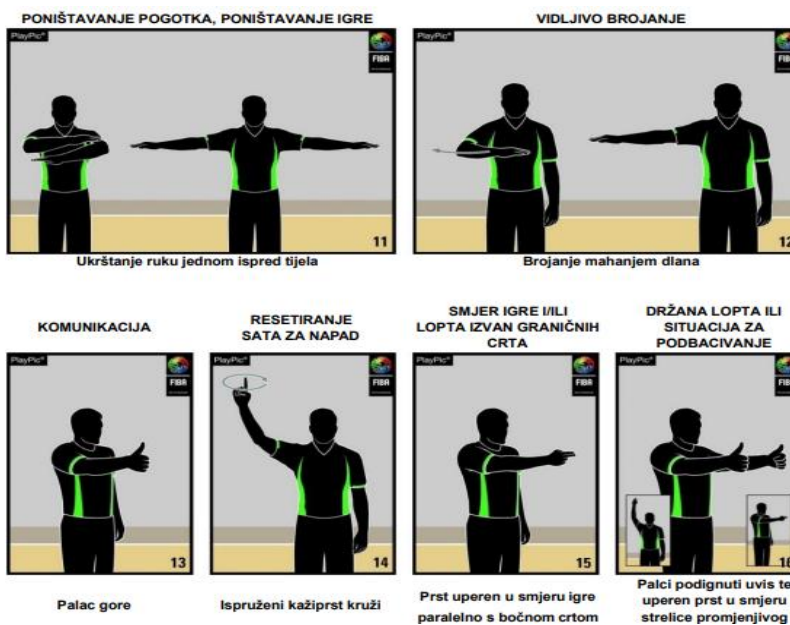 PONIŠTAVANJE POGOTKA, PONIŠTAVANJE IGRE
PlayPic®
FIBA
11
Ukrštanje ruku jednom ispred tijela
VIDLJIVO BROJANJE
PlayPic®
FIBA
12
Brojanje mahanjem dlana
KOMUNIKACIJA
PlayPic®
FIBA
13
Palac gore
RESETIRANJE
SATA ZA NAPAD
PlayPic®
FIBA
14
Ispruženi kažiprst kruži
SMJER IGRE I/ILI
LOPTA IZVAN GRANIČNIH
CRTA
PlayPic®
FIBA
15
Prst uperen u smjeru igre
paralelno s bočnom crtom
DRŽANA LOPTA ILI
SITUACIJA ZA
PODBACIVANJE
PlayPic®
FIBA
16
Palci podignuti uvis te
uperen prst u smjeru
strelice promjenjivog